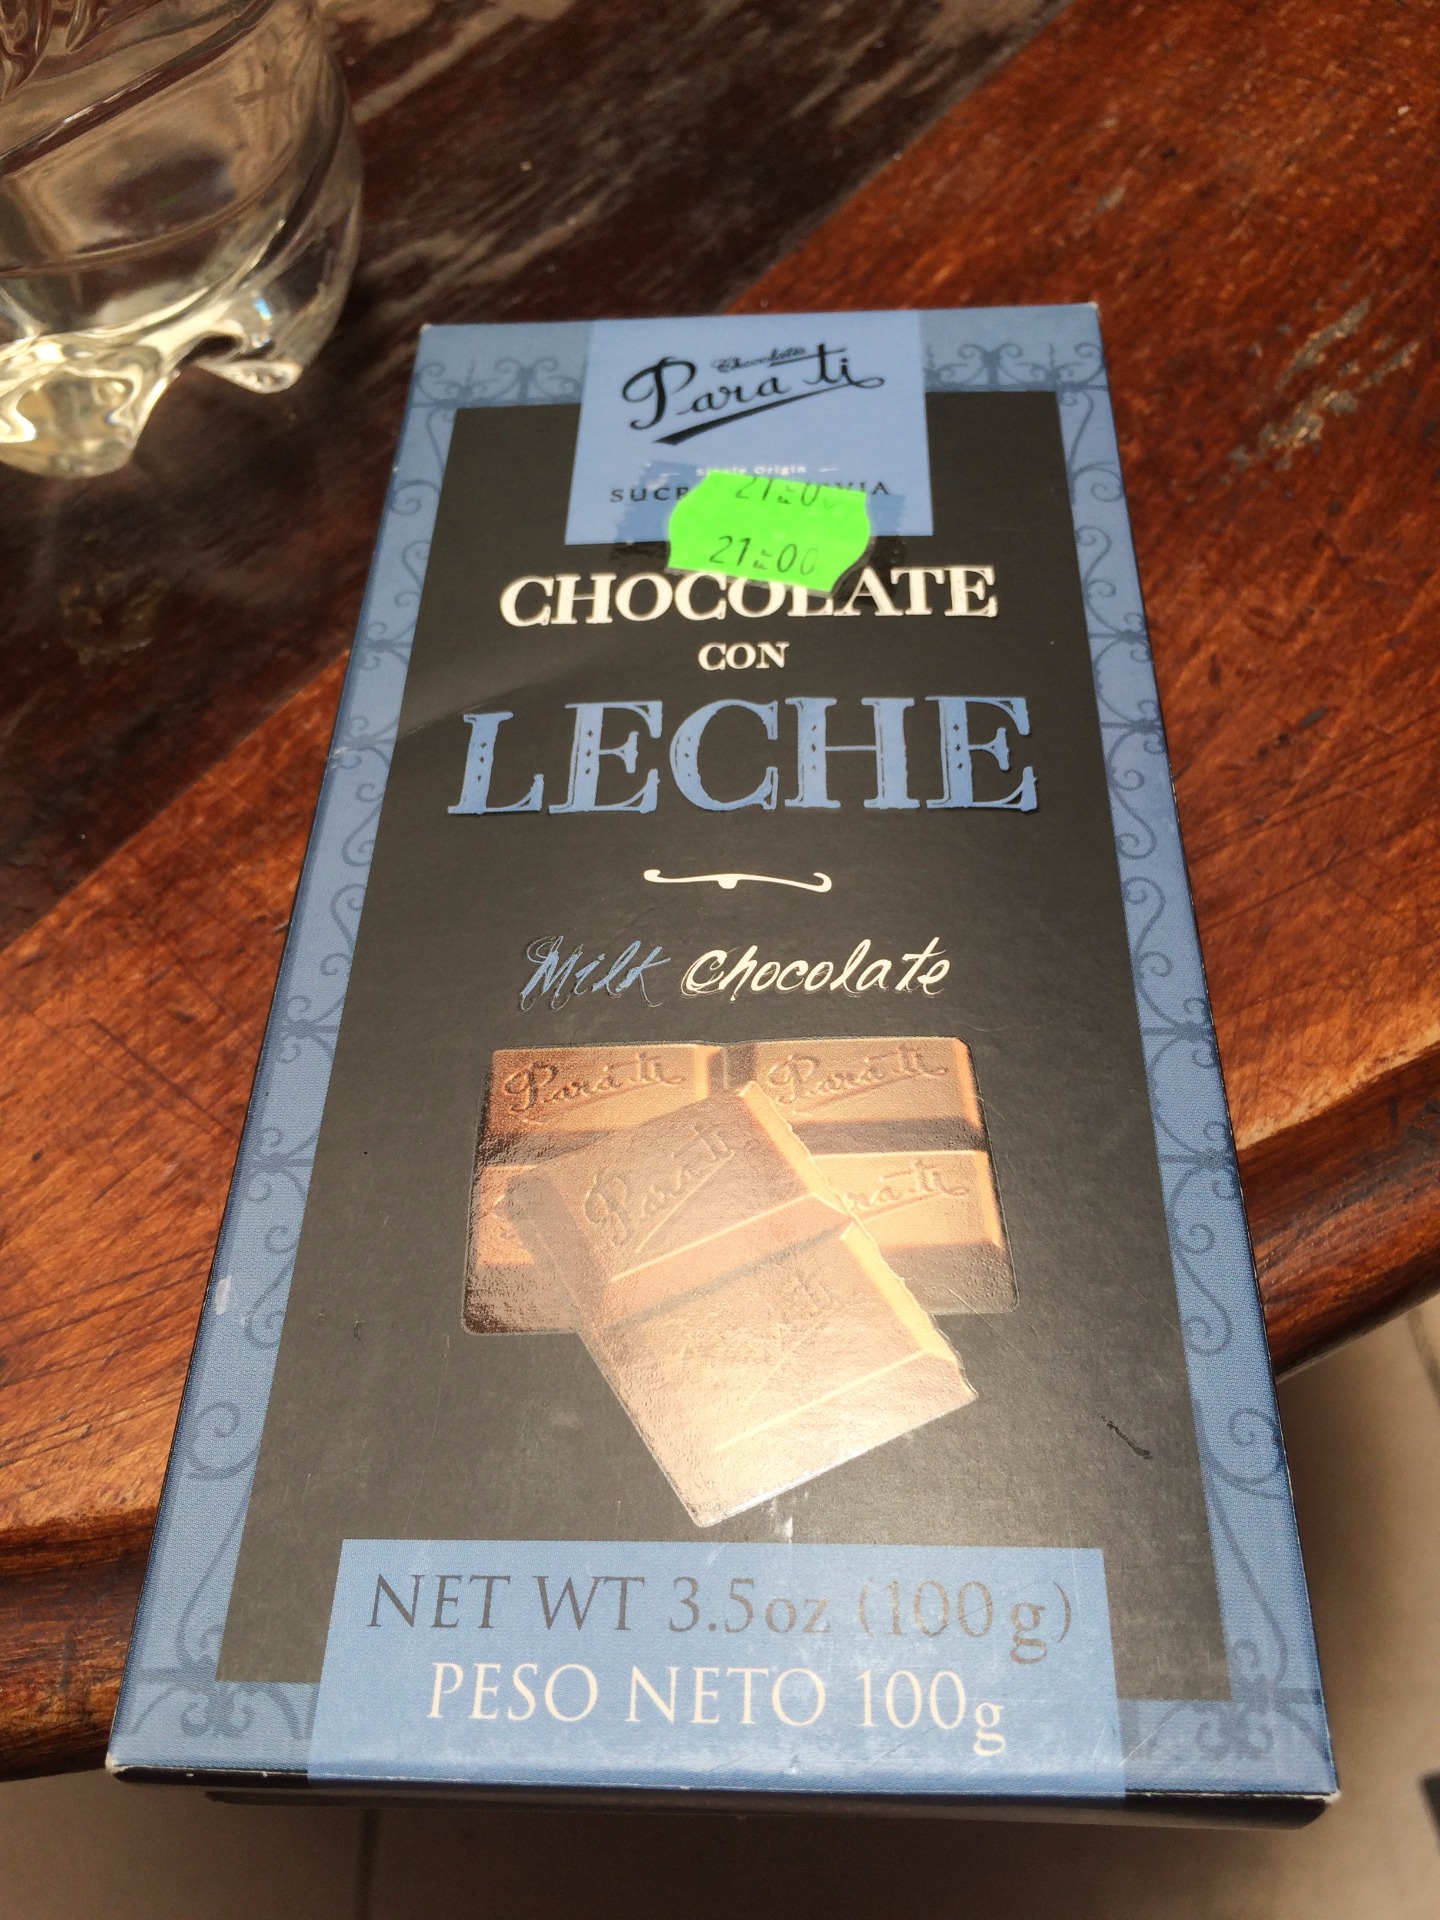 Chocolates
Para ti
Single Origin
21.00
21.00
CHOCOLATE
CON
LECHE
Milk Chocolate
Para ti Para ti
Para ti
Para ti
NET WT 3.5oz (100g)
PESO NETO 100g